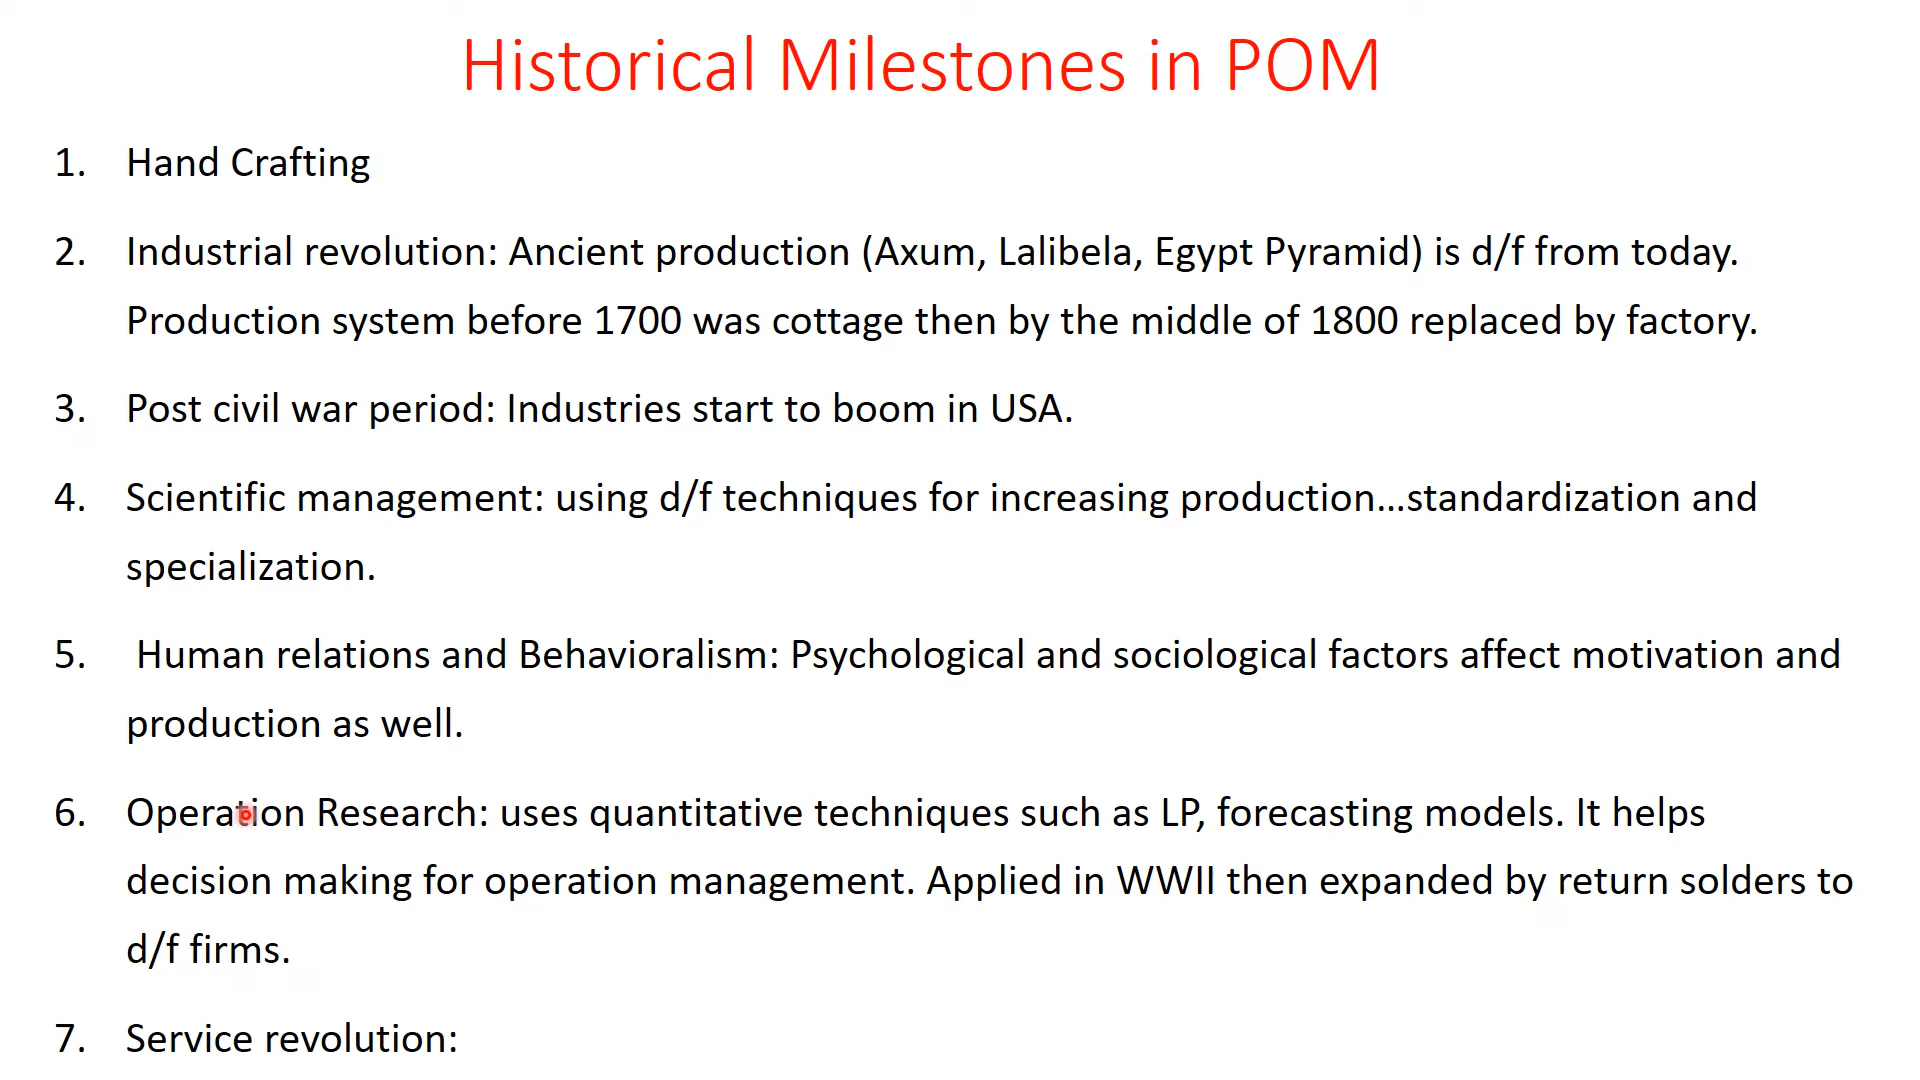 Historical Milestones in POM
1. Hand Crafting
2. Industrial revolution: Ancient production (Axum, Lalibela, Egypt Pyramid) is d/f from today.
Production system before 1700 was cottage then by the middle of 1800 replaced by factory.
3. Post civil war period: Industries start to boom in USA.
4. Scientific management: using d/f techniques for increasing production…standardization and
specialization.
5. Human relations and Behavioralism: Psychological and sociological factors affect motivation and
production as well.
6. Operation Research: uses quantitative techniques such as LP, forecasting models. It helps
decision making for operation management. Applied in WWII then expanded by return solders to
d/f firms.
7. Service revolution: